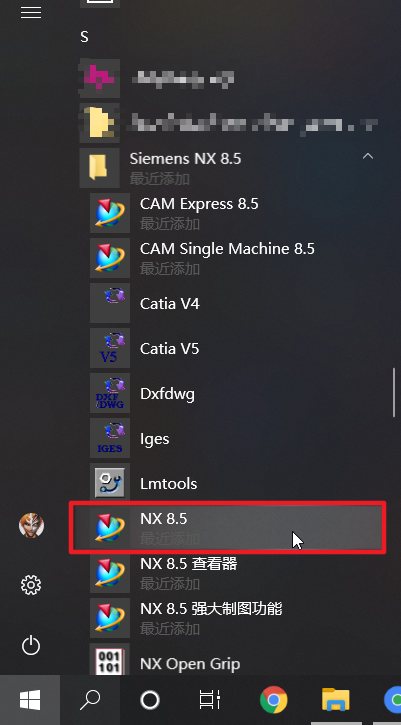 S
Siemens NX 8.5
最近添加
CAM Express 8.5
最近添加
CAM Single Machine 8.5
最近添加
Catia V4
V5
Catia V5
DXF
DWG
Dxfdwg
IGES
Iges
Lmtools
NX 8.5
最近添加
NX 8.5 查看器
最近添加
NX 8.5 强大制图功能
最近添加
001
101
NX Open Grip